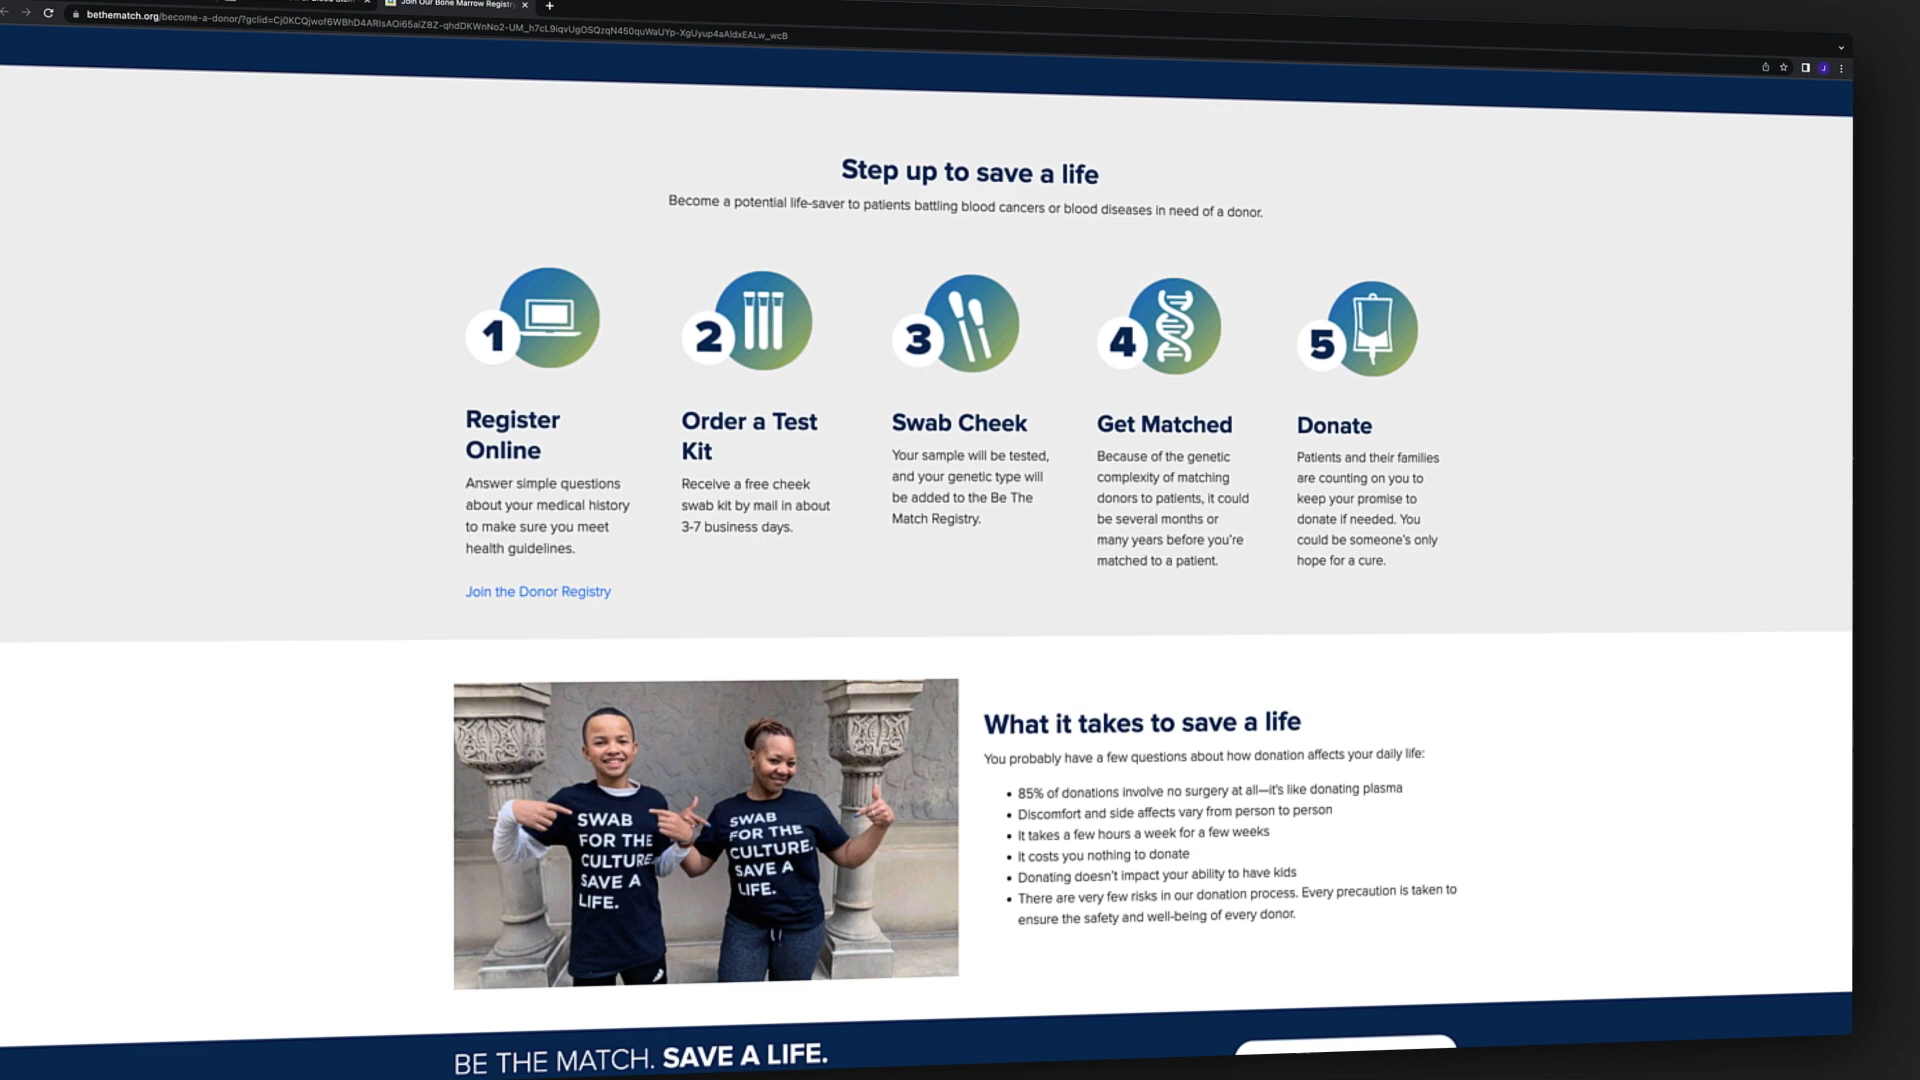 Join Our Bone Marrow Registr
bethematch.org/become-a-donor/?gclid=Cj0KCQjwof6WBhD4ARIsAOi65aiZ8Z-qhdDKWnNo2-UM_h7cL9iqvUgOSQzqN450quWaUYp-XgUyup4aAldxEALw_wcB
J
Step up to save a life
Become a potential life-saver to patients battling blood cancers or blood diseases in need of a donor.
1
2
3
4
5
Register
Online
Answer simple questions
about your medical history
to make sure you meet
health guidelines.
Join the Donor Registry
Order a Test
Kit
Receive a free cheek
swab kit by mail in about
3-7 business days.
Swab Cheek
Your sample will be tested,
and your genetic type will
be added to the Be The
Match Registry.
Get Matched
Because of the genetic
complexity of matching
donors to patients, it could
be several months or
many years before you're
matched to a patient.
Donate
Patients and their families
are counting on you to
keep your promise to
donate if needed. You
could be someone's only
hope for a cure.
SWAB
FOR THE
CULTURE
SAVE A
LIFE.
SWAB
FOR THE
CULTURE.
SAVE A
LIFE.
What it takes to save a life
You probably have a few questions about how donation affects your daily life:
• 85% of donations involve no surgery at all—it's like donating plasma
• Discomfort and side affects vary from person to person
• It takes a few hours a week for a few weeks
• It costs you nothing to donate
• Donating doesn't impact your ability to have kids
• There are very few risks in our donation process. Every precaution is taken to
ensure the safety and well-being of every donor.
BE THE MATCH. SAVE A LIFE.